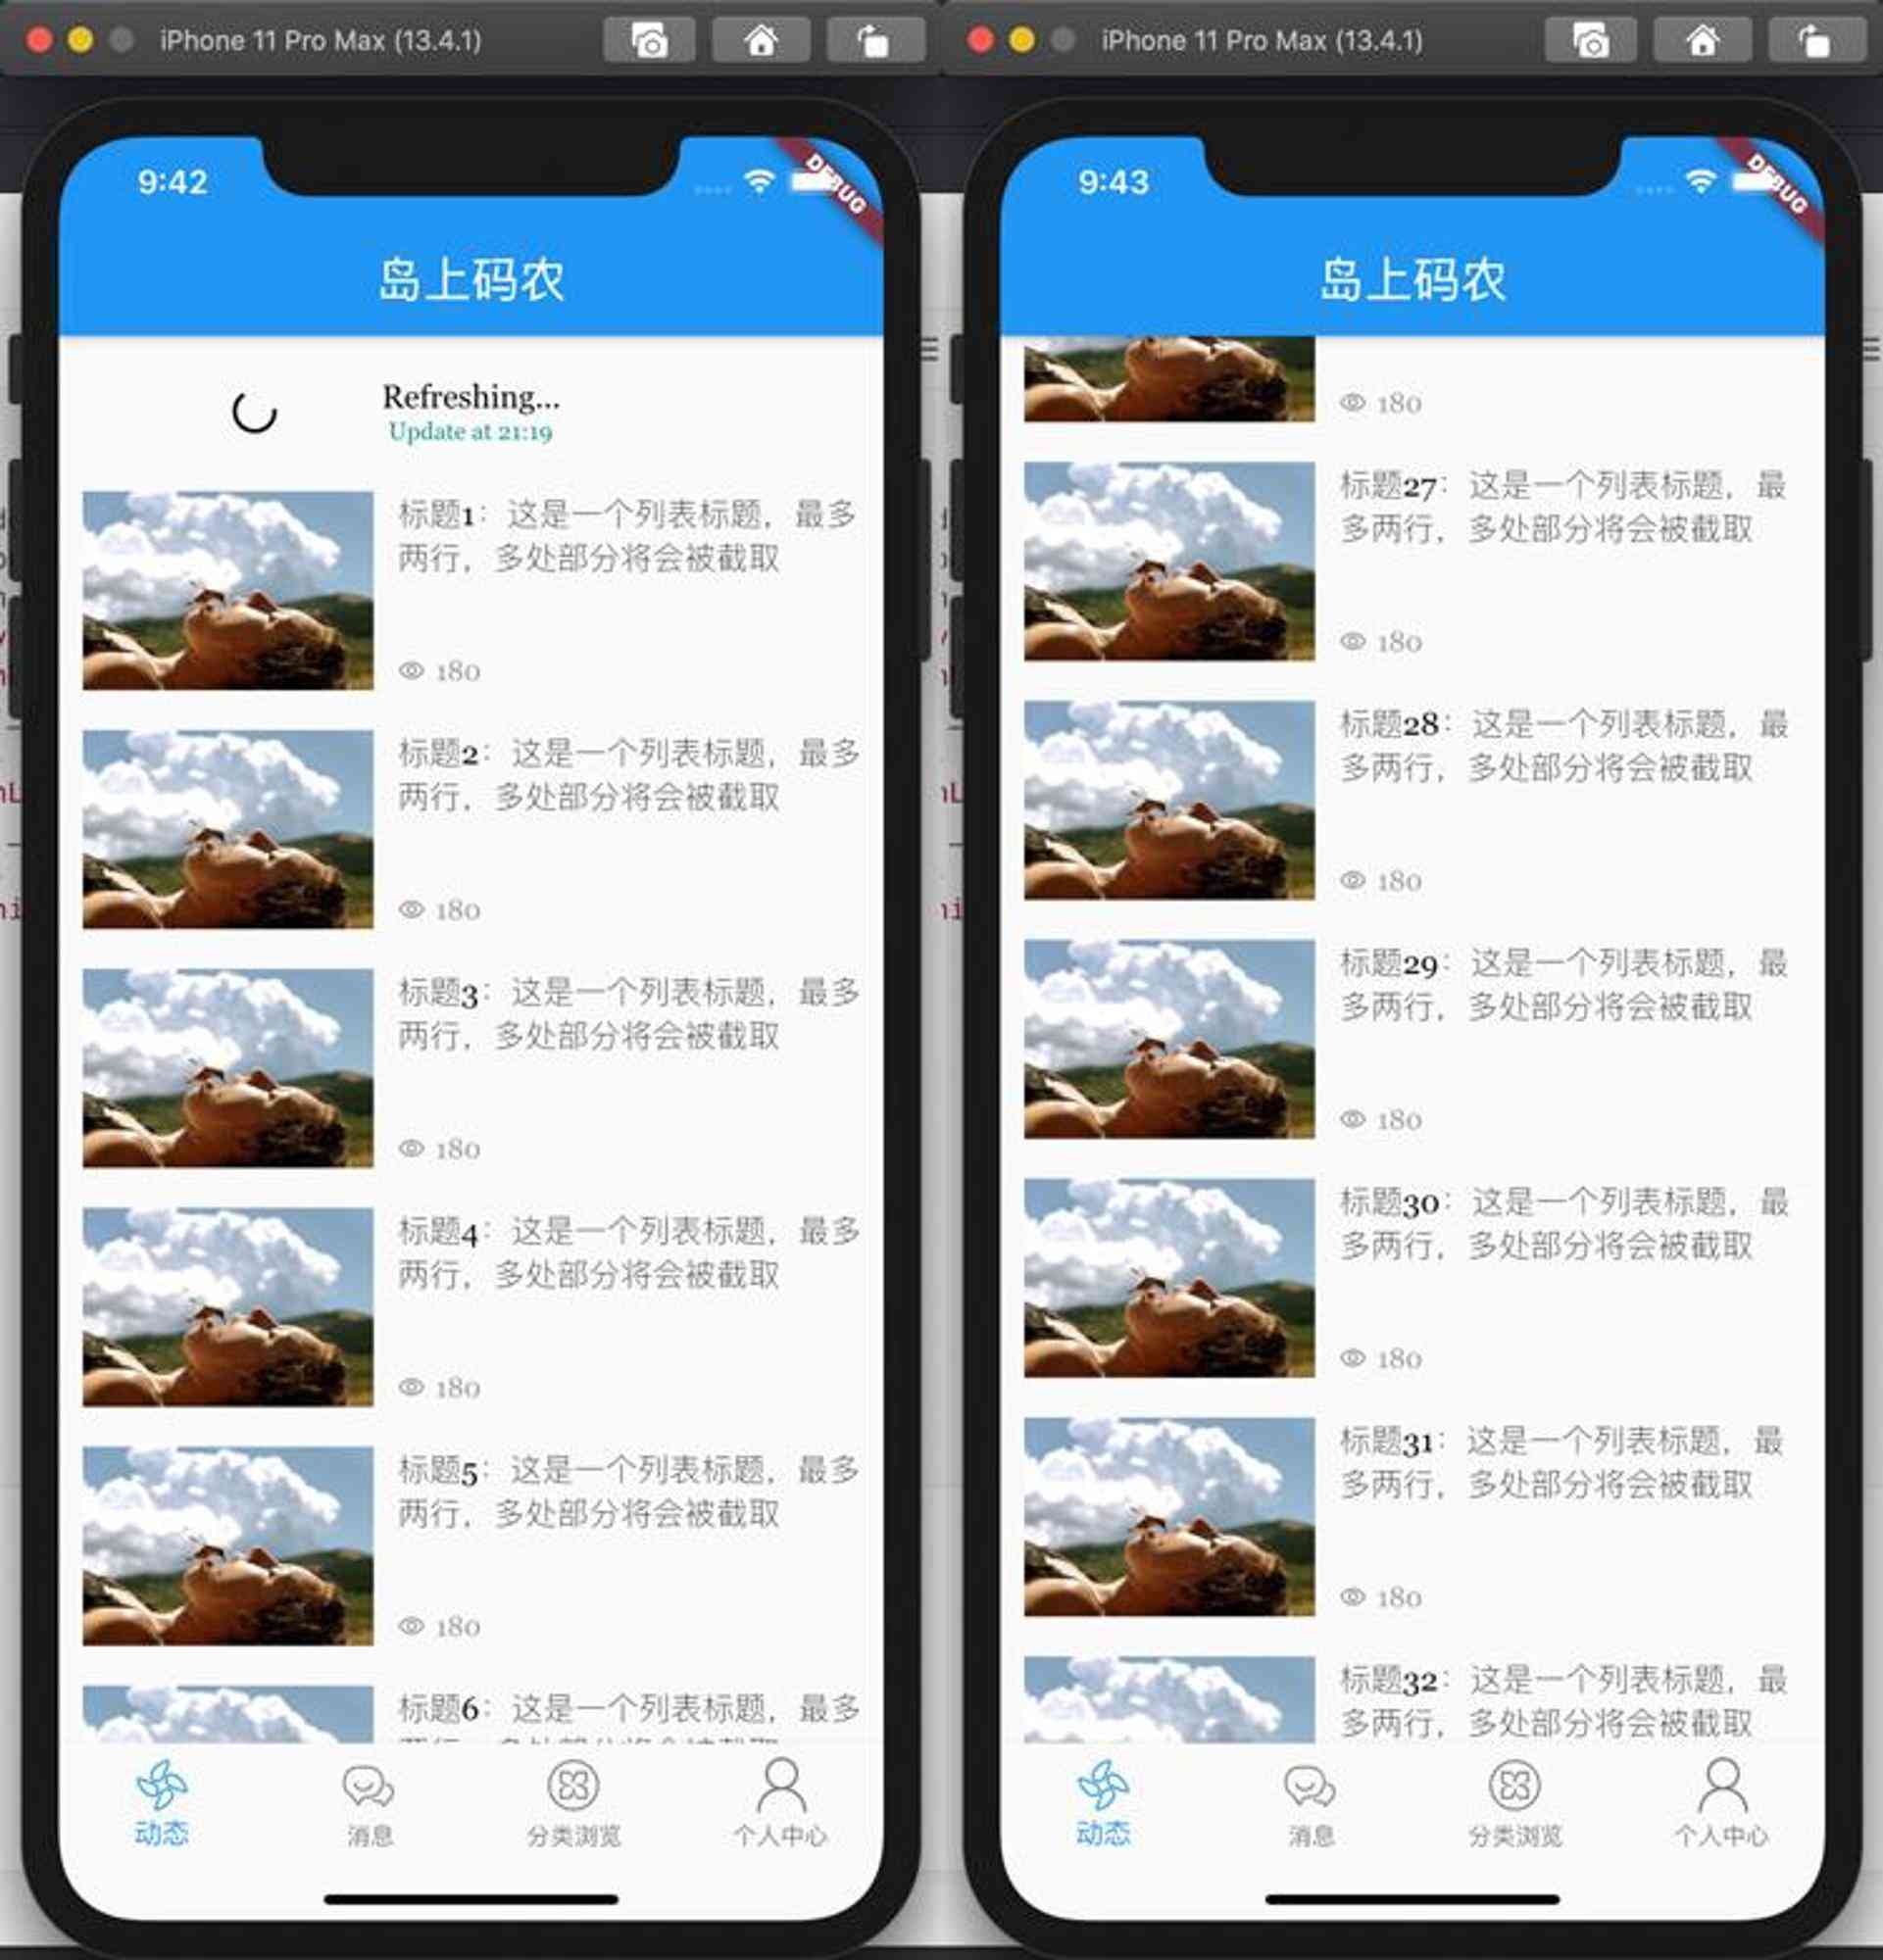 iPhone 11 Pro Max (13.4.1)
9:42
DEBUG
岛上码农
Refreshing...
Update at 21:19
标题1：这是一个列表标题，最多
两行，多处部分将会被截取
180
标题2：这是一个列表标题，最多
两行，多处部分将会被截取
180
标题3：这是一个列表标题，最多
两行，多处部分将会被截取
180
标题4：这是一个列表标题，最多
两行，多处部分将会被截取
180
标题5：这是一个列表标题，最多
两行，多处部分将会被截取
180
标题6：这是一个列表标题，最多
动态
消息
分类浏览
个人中心
iPhone 11 Pro Max (13.4.1)
9:43
DEBUG
岛上码农
180
标题27：这是一个列表标题，最
多两行，多处部分将会被截取
180
标题28：这是一个列表标题，最
多两行，多处部分将会被截取
180
标题29：这是一个列表标题，最
多两行，多处部分将会被截取
180
标题30：这是一个列表标题，最
多两行，多处部分将会被截取
180
标题31：这是一个列表标题，最
多两行，多处部分将会被截取
180
标题32：这是一个列表标题，最
多两行，多处部分将会被截取
动态
消息
分类浏览
个人中心